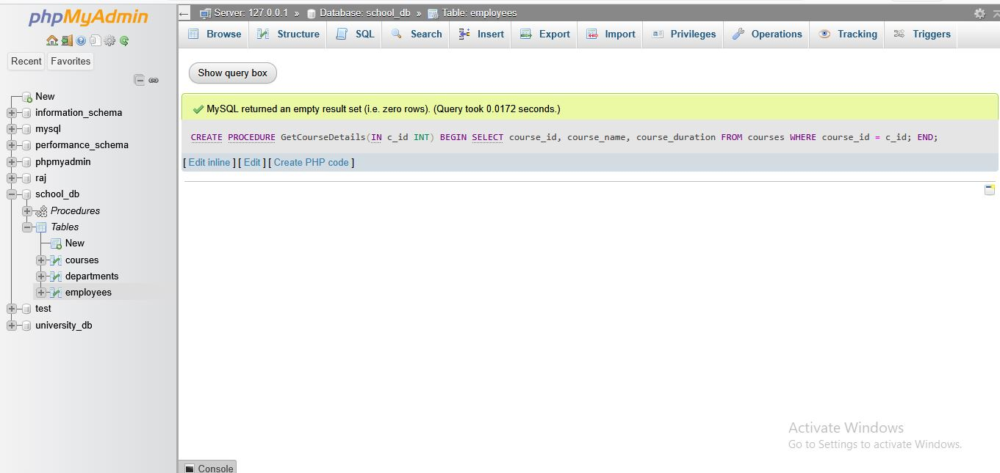 phpMyAdmin
Recent Favorites
New
information_schema
mysql
performance_schema
phpmyadmin
raj
school_db
Procedures
Tables
New
courses
departments
employees
test
university_db
Server: 127.0.0.1 » Database: school_db » Table: employees
Browse Structure SQL Search Insert Export Import Privileges Operations Tracking Triggers
Show query box
MySQL returned an empty result set (i.e. zero rows). (Query took 0.0172 seconds.)
CREATE PROCEDURE GetCourseDetails(IN c_id INT) BEGIN SELECT course_id, course_name, course_duration FROM courses WHERE course_id = c_id; END;
[ Edit inline ] [ Edit ] [ Create PHP code ]
Activate Windows
Go to Settings to activate Windows.
Console